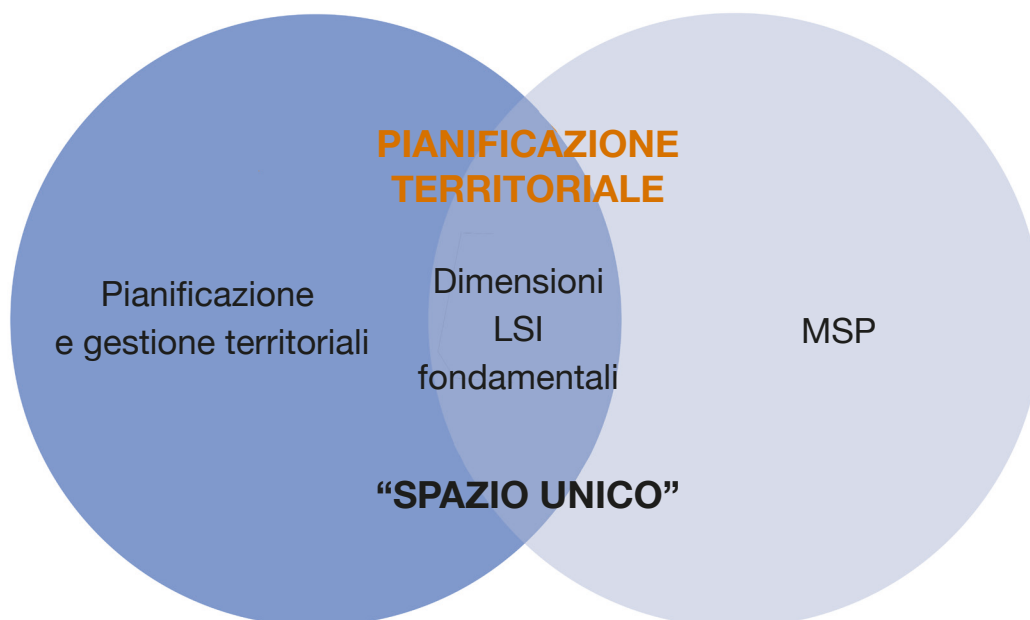 PIANIFICAZIONE
TERRITORIALE
Pianificazione
e gestione territoriali
Dimensioni
LSI
fondamentali
MSP
“SPAZIO UNICO”